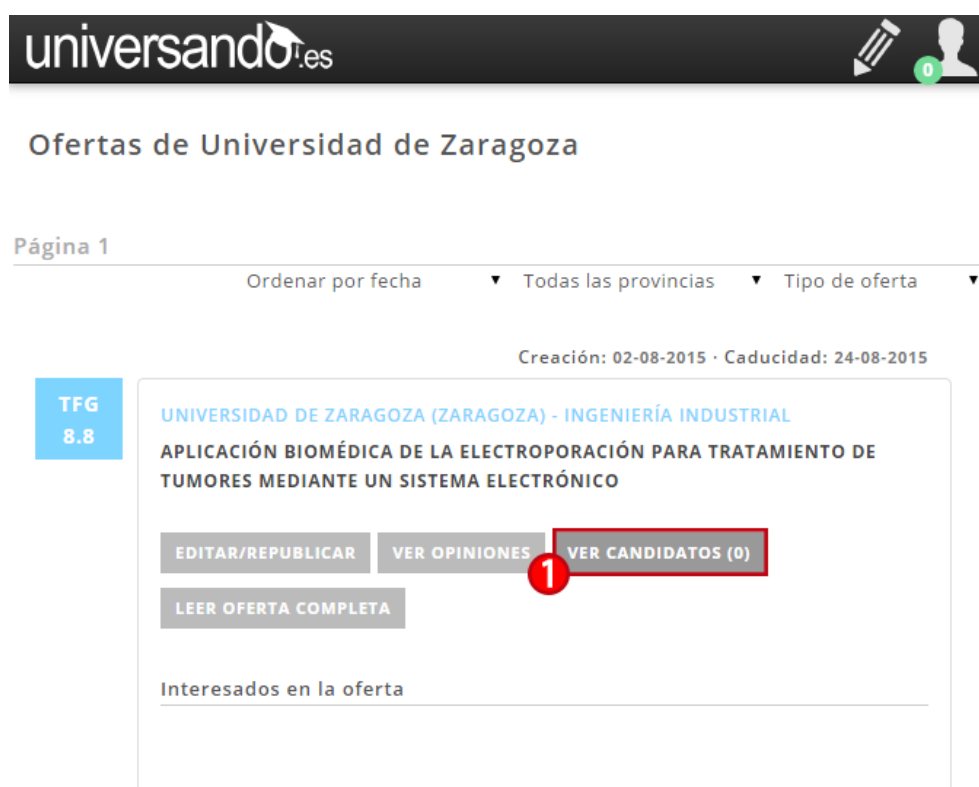 universando.es
0
Ofertas de Universidad de Zaragoza
Página 1
Ordenar por fecha ▼ Todas las provincias ▼ Tipo de oferta ▼
Creación: 02-08-2015 · Caducidad: 24-08-2015
TFG
8.8
UNIVERSIDAD DE ZARAGOZA (ZARAGOZA) - INGENIERÍA INDUSTRIAL
APLICACIÓN BIOMÉDICA DE LA ELECTROPORACIÓN PARA TRATAMIENTO DE
TUMORES MEDIANTE UN SISTEMA ELECTRÓNICO
EDITAR/REPUBLICAR VER OPINIONES VER CANDIDATOS (0)
1
LEER OFERTA COMPLETA
Interesados en la oferta